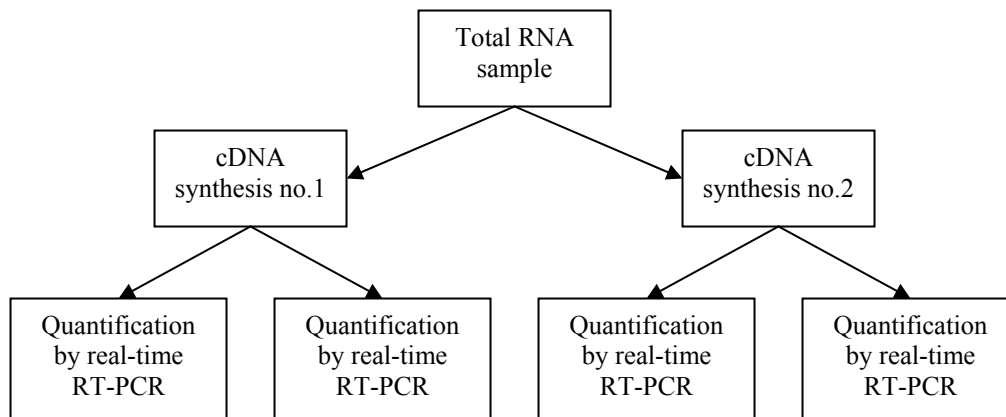 Total RNA
sample
cDNA
synthesis no.1
cDNA
synthesis no.2
Quantification
by real-time
RT-PCR
Quantification
by real-time
RT-PCR
Quantification
by real-time
RT-PCR
Quantification
by real-time
RT-PCR